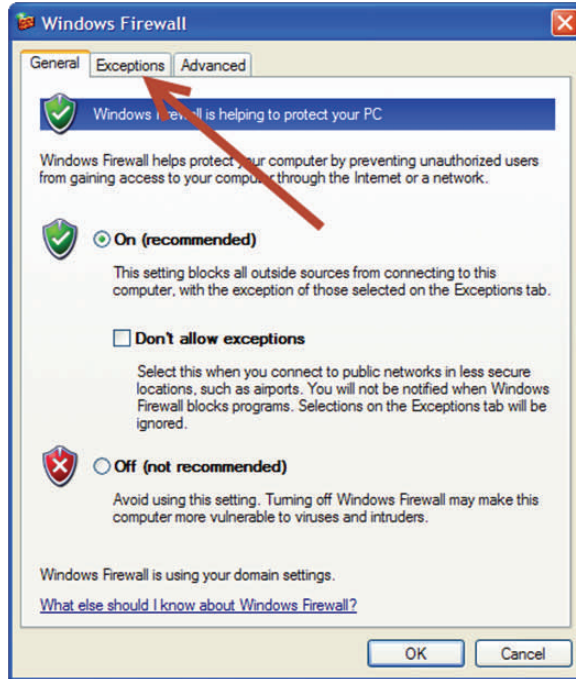 Windows Firewall
General Exceptions Advanced
Windows Firewall is helping to protect your PC
Windows Firewall helps protect your computer by preventing unauthorized users
from gaining access to your computer through the Internet or a network.
On (recommended)
This setting blocks all outside sources from connecting to this
computer, with the exception of those selected on the Exceptions tab.
Don't allow exceptions
Select this when you connect to public networks in less secure
locations, such as airports. You will not be notified when Windows
Firewall blocks programs. Selections on the Exceptions tab will be
ignored.
Off (not recommended)
Avoid using this setting. Turning off Windows Firewall may make this
computer more vulnerable to viruses and intruders.
Windows Firewall is using your domain settings.
What else should I know about Windows Firewall?
OK Cancel